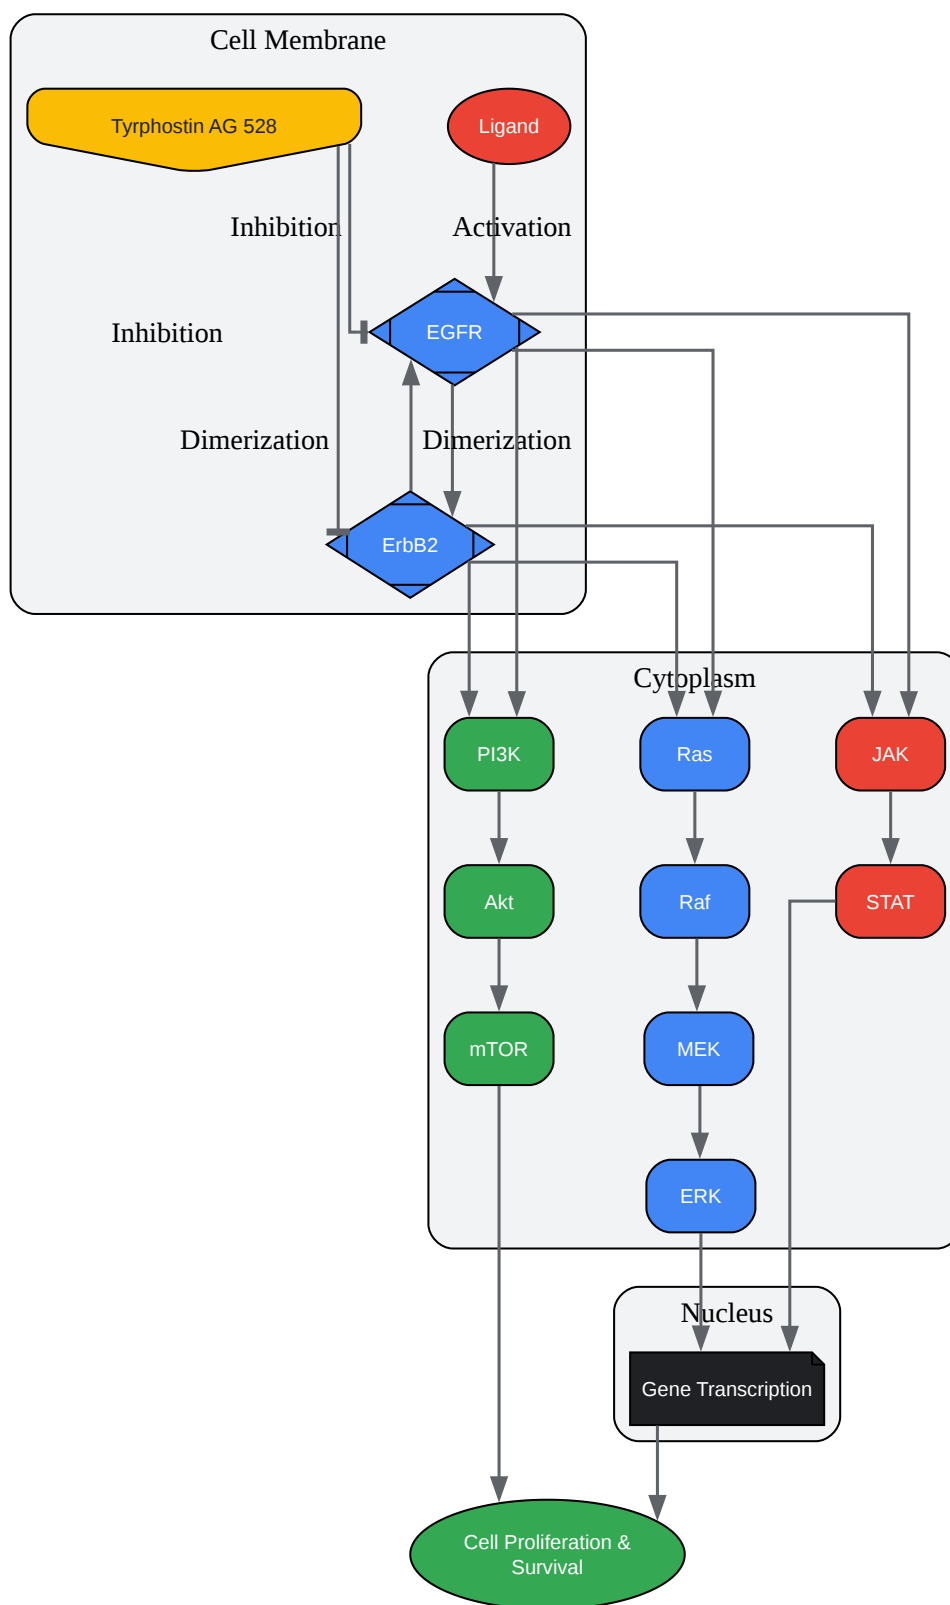 Cell Membrane
Tyrphostin AG 528
Ligand
Inhibition
Activation
EGFR
Inhibition
Dimerization
Dimerization
ErbB2
Cytoplasm
PI3K
Ras
JAK
Akt
Raf
STAT
mTOR
MEK
ERK
Nucleus
Gene Transcription
Cell Proliferation &
Survival